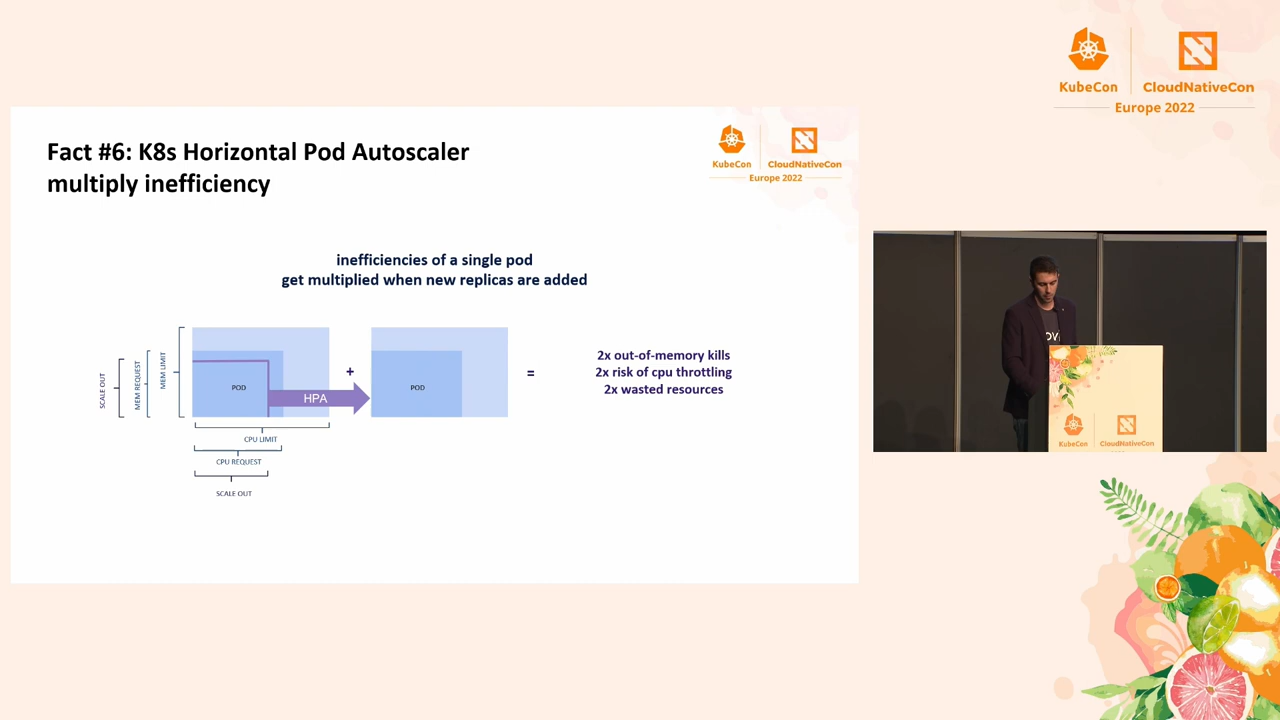 KubeCon
CloudNativeCon
Europe 2022
Fact #6: K8s Horizontal Pod Autoscaler
multiply inefficiency
KubeCon
CloudNativeCon
Europe 2022
inefficiencies of a single pod
get multiplied when new replicas are added
SCALE OUT
MEM REQUEST
MEM LIMIT
POD
HPA
+
POD
=
2x out-of-memory kills
2x risk of cpu throttling
2x wasted resources
CPU LIMIT
CPU REQUEST
SCALE OUT
KubeCon
CloudNativeCon